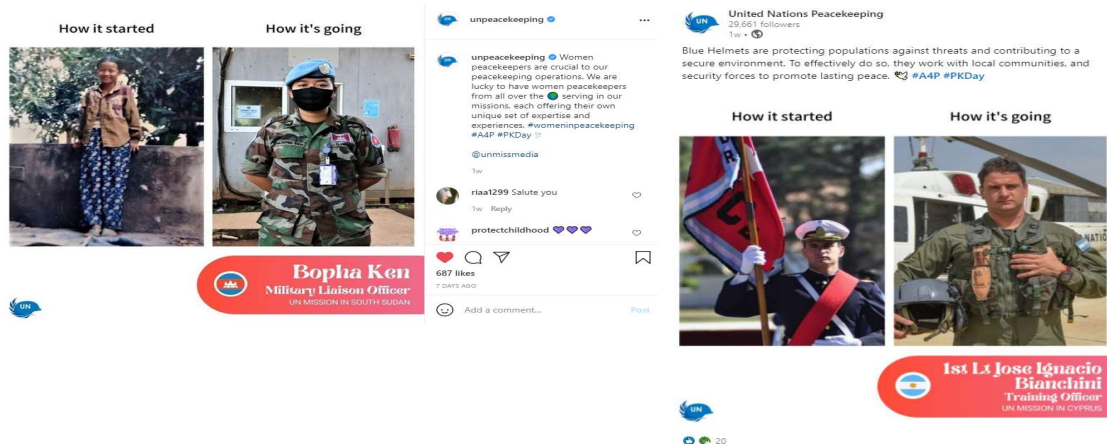 How it started
How it's going
Bopha Ken
Military Liaison Officer
UN MISSION IN SOUTH SUDAN
UN
unpeacekeeping
unpeacekeeping Women
peacekeepers are crucial to our
peacekeeping operations. We are
lucky to have women peacekeepers
from all over the 🌍 serving in our
missions, each offering their own
unique set of expertise and
experiences. #womeninpeacekeeping
#A4P #PKDay
@unmissmedia
1w
riaa1299 Salute you
1w Reply
protectchildhood 💜💜💜
687 likes
7 DAYS AGO
Add a comment...
Post
UN
United Nations Peacekeeping
29,661 followers
1w •
Blue Helmets are protecting populations against threats and contributing to a
secure environment. To effectively do so, they work with local communities, and
security forces to promote lasting peace. 🕊 #A4P #PKDay
How it started
How it's going
NATIO
1st Lt Jose Ignacio
Bianchini
Training Officer
UN MISSION IN CYPRUS
UN
20